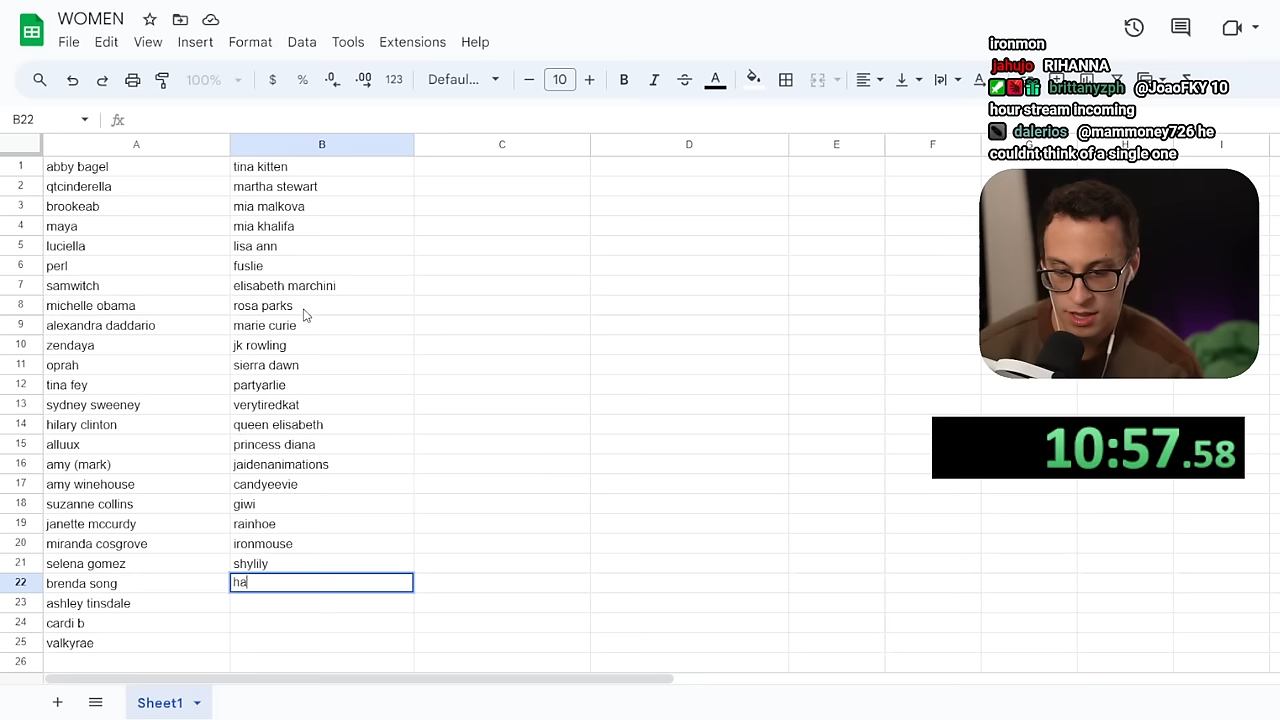 WOMEN
File Edit View Insert Format Data Tools Extensions Help
100% $ % .0 .00 123 Defaul... − 10 + B I A
B22 fx
A B C D E F G H I
1 abby bagel tina kitten
2 qtcinderella martha stewart
3 brookeab mia malkova
4 maya mia khalifa
5 luciella lisa ann
6 perl fuslie
7 samwitch elisabeth marchini
8 michelle obama rosa parks
9 alexandra daddario marie curie
10 zendaya jk rowling
11 oprah sierra dawn
12 tina fey partyarlie
13 sydney sweeney verytiredkat
14 hilary clinton queen elisabeth
15 alluux princess diana
16 amy (mark) jaidenanimations
17 amy winehouse candyeevie
18 suzanne collins giwi
19 janette mccurdy rainhoe
20 miranda cosgrove ironmouse
21 selena gomez shylily
22 brenda song ha
23 ashley tinsdale
24 cardi b
25 valkyrae
26
Sheet1
ironmon
jahujo RIHANNA
brittanyzph @JoaoFKY 10
hour stream incoming
dalerios @mammoney726 he
couldnt think of a single one
10:57.58